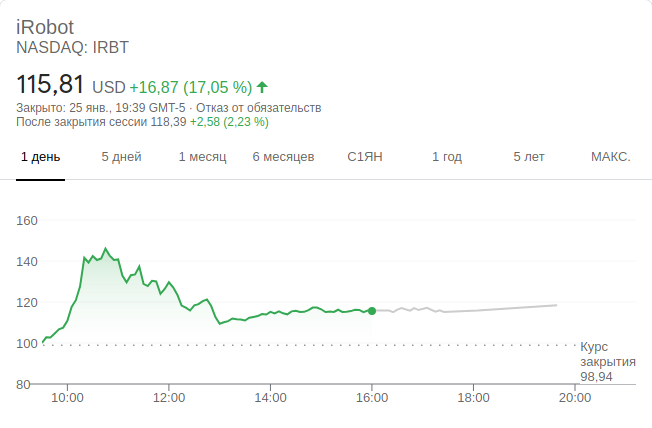 iRobot
NASDAQ: IRBT
115,81 USD +16,87 (17,05 %)
Закрыто: 25 янв., 19:39 GMT-5 · Отказ от обязательств
После закрытия сессии 118,39 +2,58 (2,23 %)
1 день 5 дней 1 месяц 6 месяцев С1ЯН 1 год 5 лет МАКС.
160
140
120
100
Курс
закрытия
98,94
80
10:00 12:00 14:00 16:00 18:00 20:00